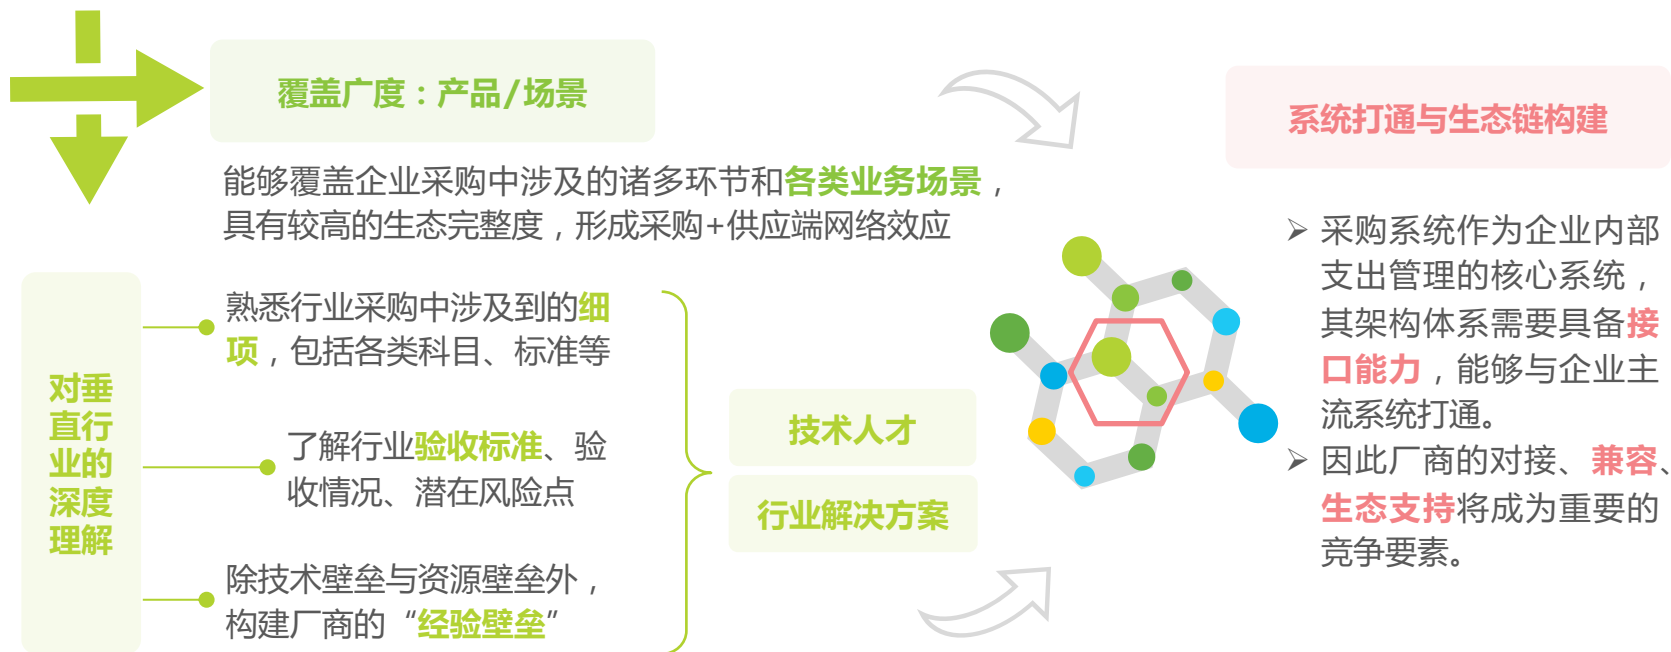 覆盖广度：产品/场景
能够覆盖企业采购中涉及的诸多环节和各类业务场景，
具有较高的生态完整度，形成采购+供应端网络效应
对垂
直行
业的
深度
理解
熟悉行业采购中涉及到的细
项，包括各类科目、标准等
了解行业验收标准、验
收情况、潜在风险点
除技术壁垒与资源壁垒外，
构建厂商的“经验壁垒”
技术人才
行业解决方案
系统打通与生态链构建
➢ 采购系统作为企业内部
支出管理的核心系统，
其架构体系需要具备接
口能力，能够与企业主
流系统打通。
➢ 因此厂商的对接、兼容、
生态支持将成为重要的
竞争要素。